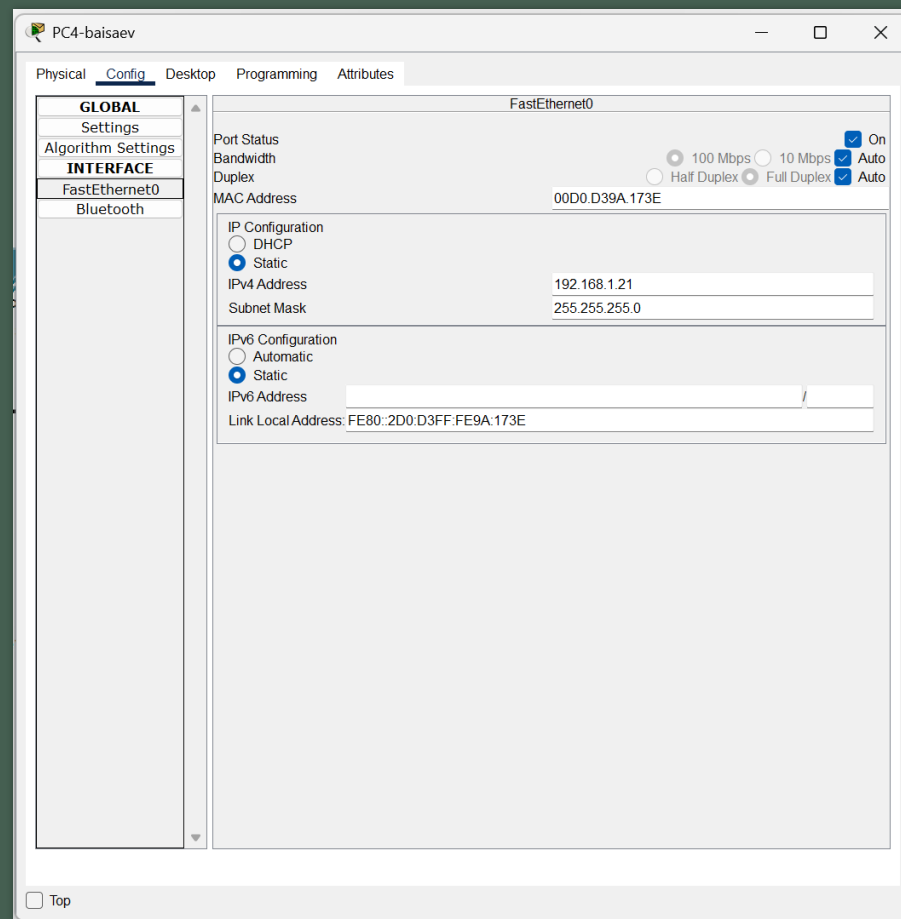 PC4-baisaev
Physical Config Desktop Programming Attributes
GLOBAL
Settings
Algorithm Settings
INTERFACE
FastEthernet0
Bluetooth
FastEthernet0
Port Status On
Bandwidth 100 Mbps 10 Mbps Auto
Duplex Half Duplex Full Duplex Auto
MAC Address 00D0.D39A.173E
IP Configuration
DHCP
Static
IPv4 Address 192.168.1.21
Subnet Mask 255.255.255.0
IPv6 Configuration
Automatic
Static
IPv6 Address /
Link Local Address: FE80::2D0:D3FF:FE9A:173E
Top